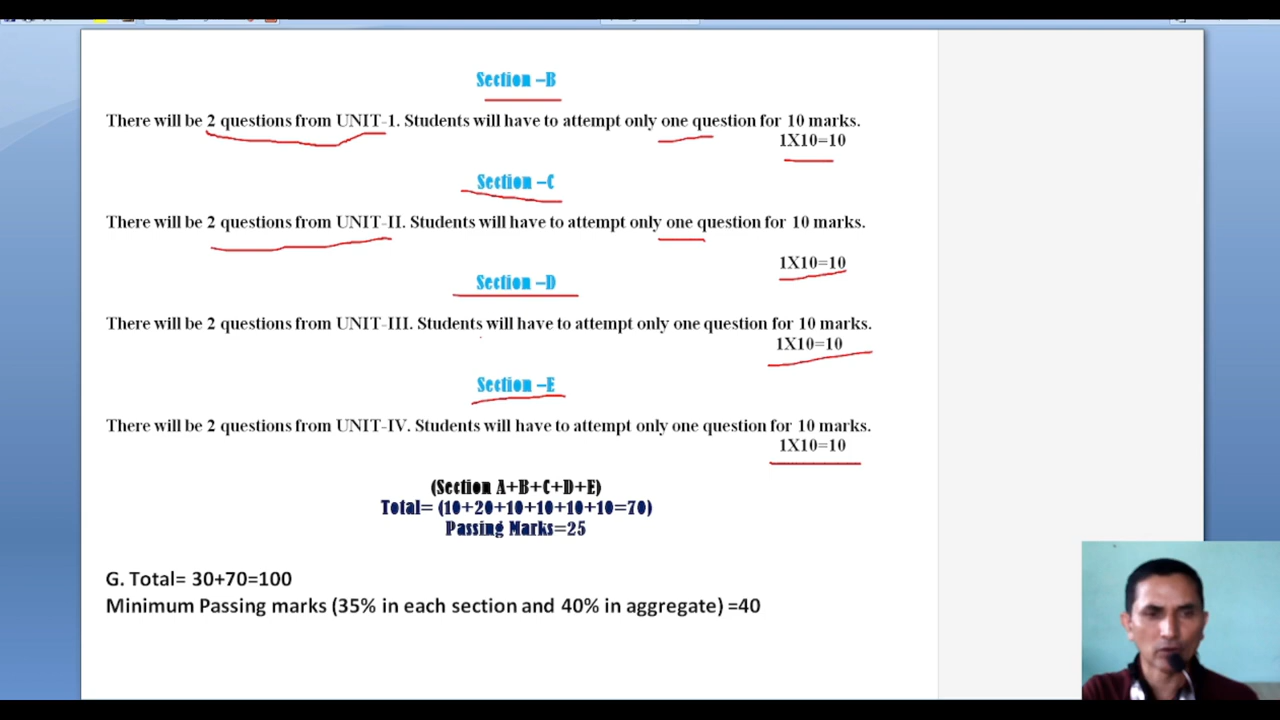 Section –B
There will be 2 questions from UNIT-1. Students will have to attempt only one question for 10 marks.
1X10=10
Section –C
There will be 2 questions from UNIT-II. Students will have to attempt only one question for 10 marks.
1X10=10
Section –D
There will be 2 questions from UNIT-III. Students will have to attempt only one question for 10 marks.
1X10=10
Section –E
There will be 2 questions from UNIT-IV. Students will have to attempt only one question for 10 marks.
1X10=10
(Section A+B+C+D+E)
Total= (10+20+10+10+10+10=70)
Passing Marks=25
G. Total= 30+70=100
Minimum Passing marks (35% in each section and 40% in aggregate) =40